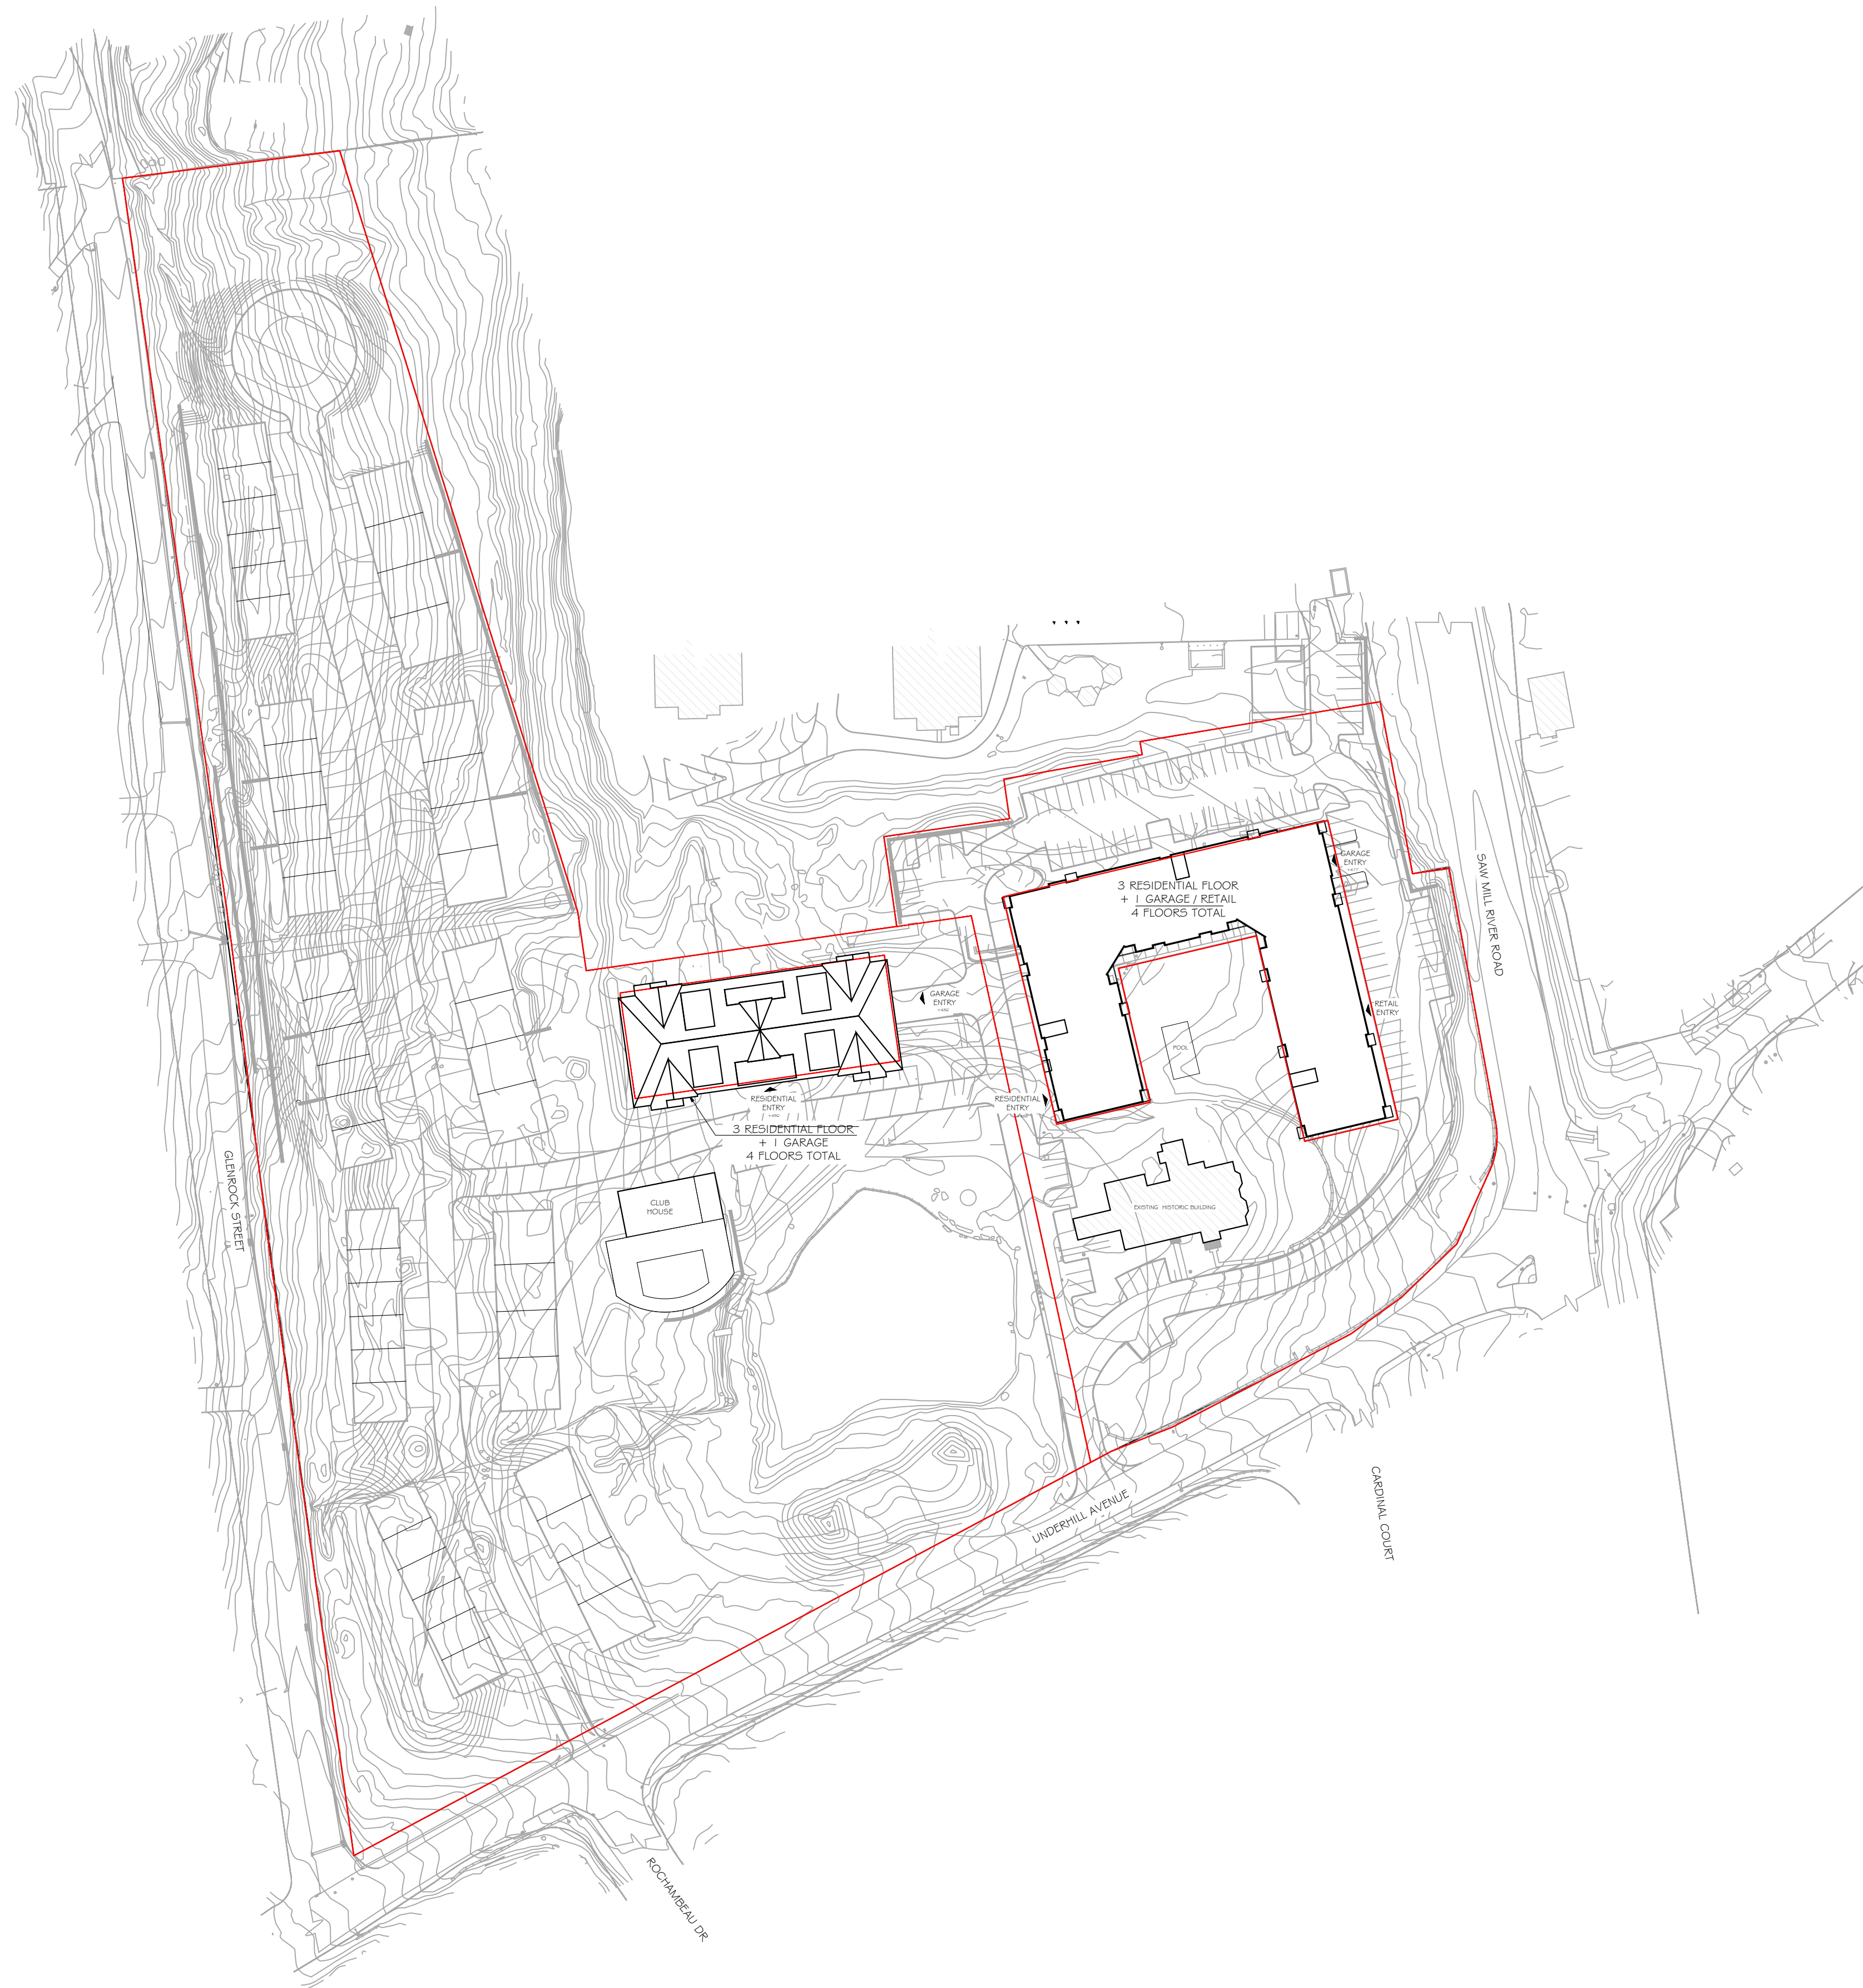 GARAGE
ENTRY
3 RESIDENTIAL FLOOR
+ 1 GARAGE / RETAIL
4 FLOORS TOTAL
SAW MILL RIVER ROAD
GARAGE
ENTRY
RETAIL
ENTRY
POOL
RESIDENTIAL
ENTRY
RESIDENTIAL
ENTRY
3 RESIDENTIAL FLOOR
+ 1 GARAGE
4 FLOORS TOTAL
GLENROCK STREET
CLUB
HOUSE
EXISTING HISTORIC BUILDING
UNDERHILL AVENUE
CARDINAL COURT
ROCHAMBEAU DR